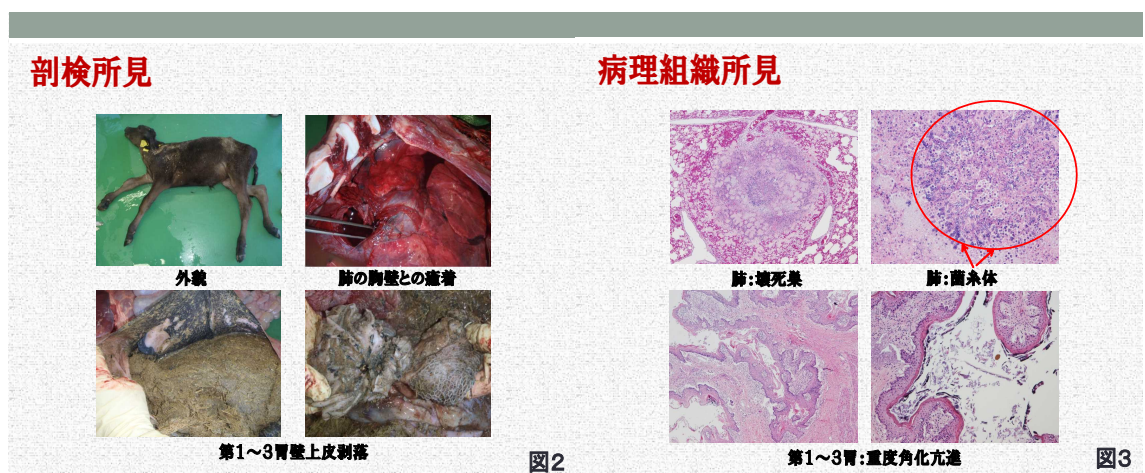 剖検所見
外貌
肺の胸壁との癒着
第1～3胃壁上皮剥落
図2
病理組織所見
肺:壊死巣
肺:菌糸体
第1～3胃:重度角化亢進
図3